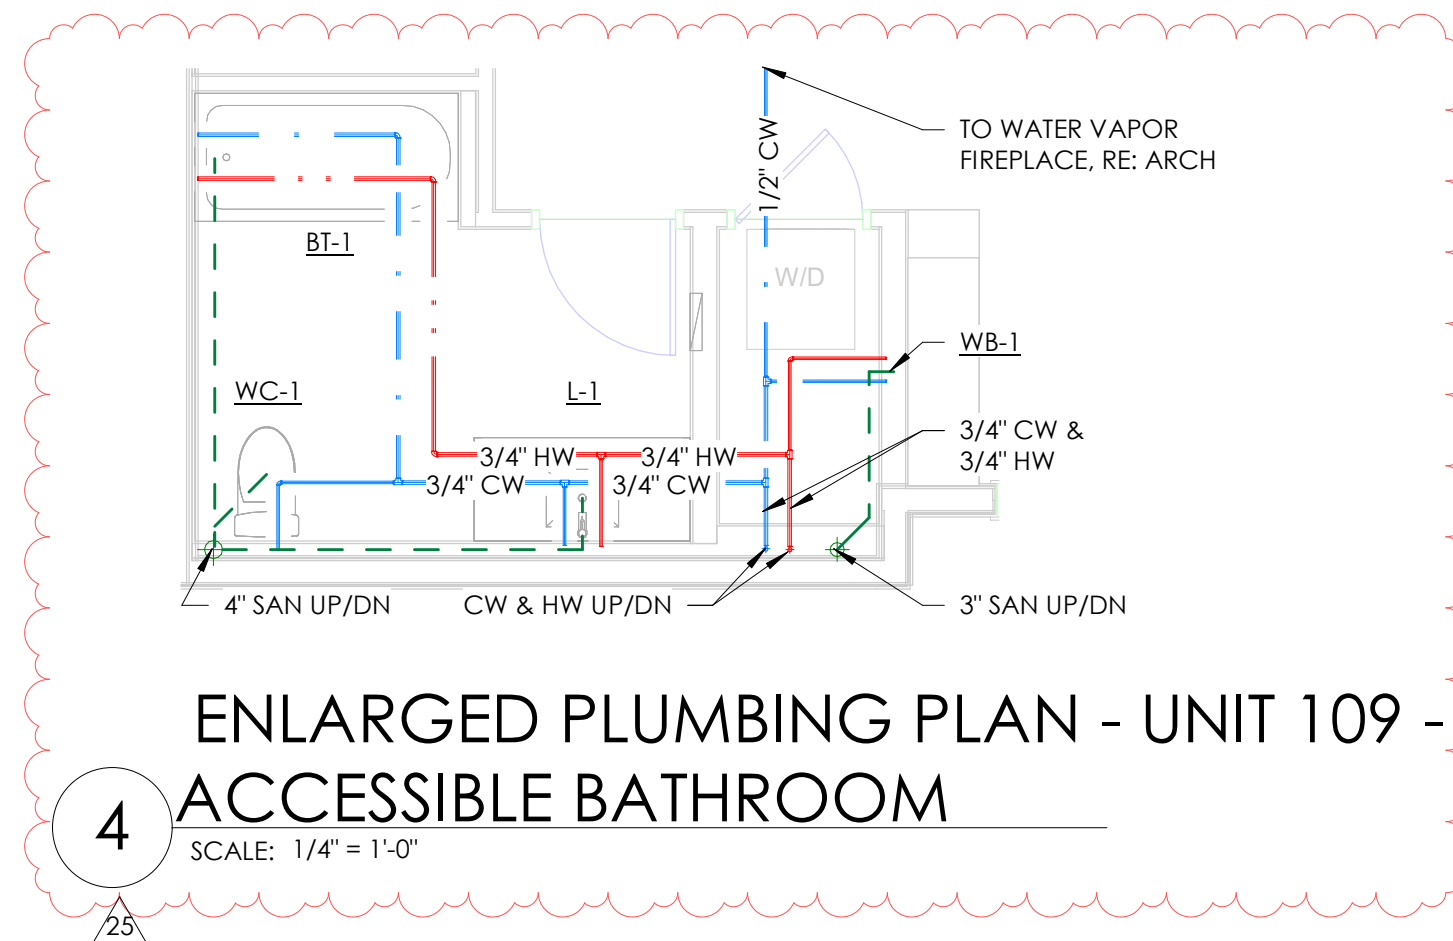 TO WATER VAPOR
FIREPLACE, RE: ARCH
1/2" CW
BT-1
W/D
WB-1
WC-1
L-1
3/4" CW &
3/4" HW
3/4" HW
3/4" HW
3/4" CW
3/4" CW
4" SAN UP/DN
CW & HW UP/DN
3" SAN UP/DN
ENLARGED PLUMBING PLAN - UNIT 109 -
ACCESSIBLE BATHROOM
4
SCALE: 1/4" = 1'-0"
25